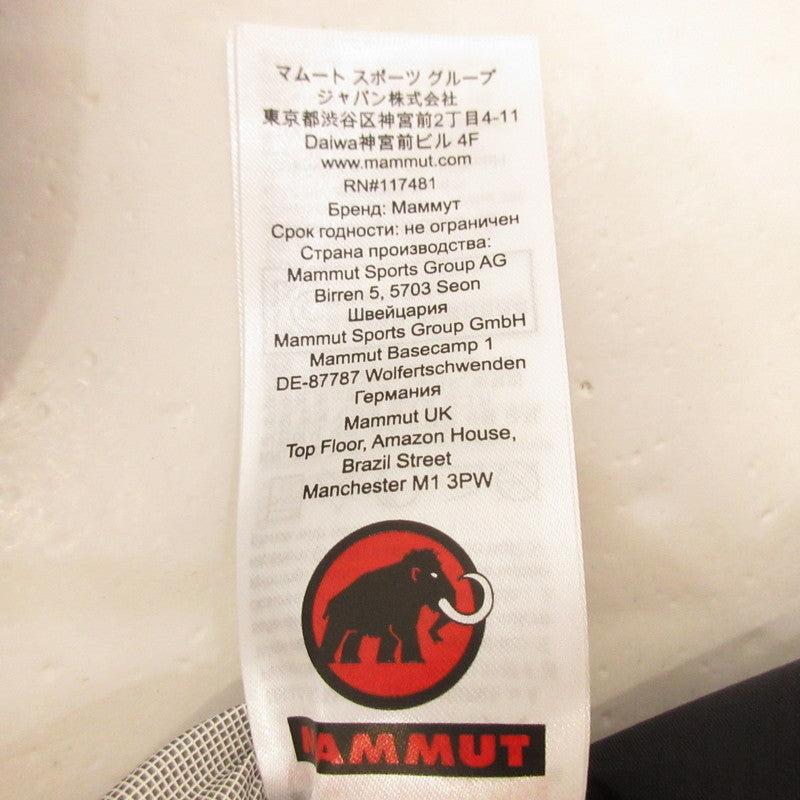 マムート スポーツ グループ
ジャパン株式会社
東京都渋谷区神宮前2丁目4-11
Daiwa神宮前ビル 4F
www.mammut.com
RN#117481
Бренд: Маммут
Срок годности: не ограничен
Страна производства:
Mammut Sports Group AG
Birren 5, 5703 Seon
Швейцария
Mammut Sports Group GmbH
Mammut Basecamp 1
DE-87787 Wolfertschwenden
Германия
Mammut UK
Top Floor, Amazon House,
Brazil Street
Manchester M1 3PW
MAMMUT